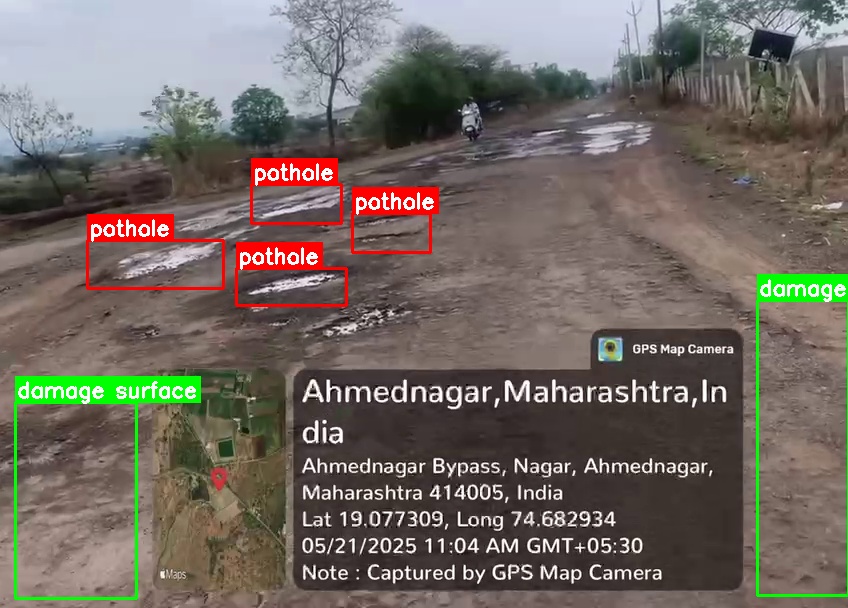 pothole
pothole
pothole
pothole
damage
damage surface
GPS Map Camera
Ahmednagar,Maharashtra,In
dia
Ahmednagar Bypass, Nagar, Ahmednagar,
Maharashtra 414005, India
Lat 19.077309, Long 74.682934
05/21/2025 11:04 AM GMT+05:30
Note : Captured by GPS Map Camera
Maps